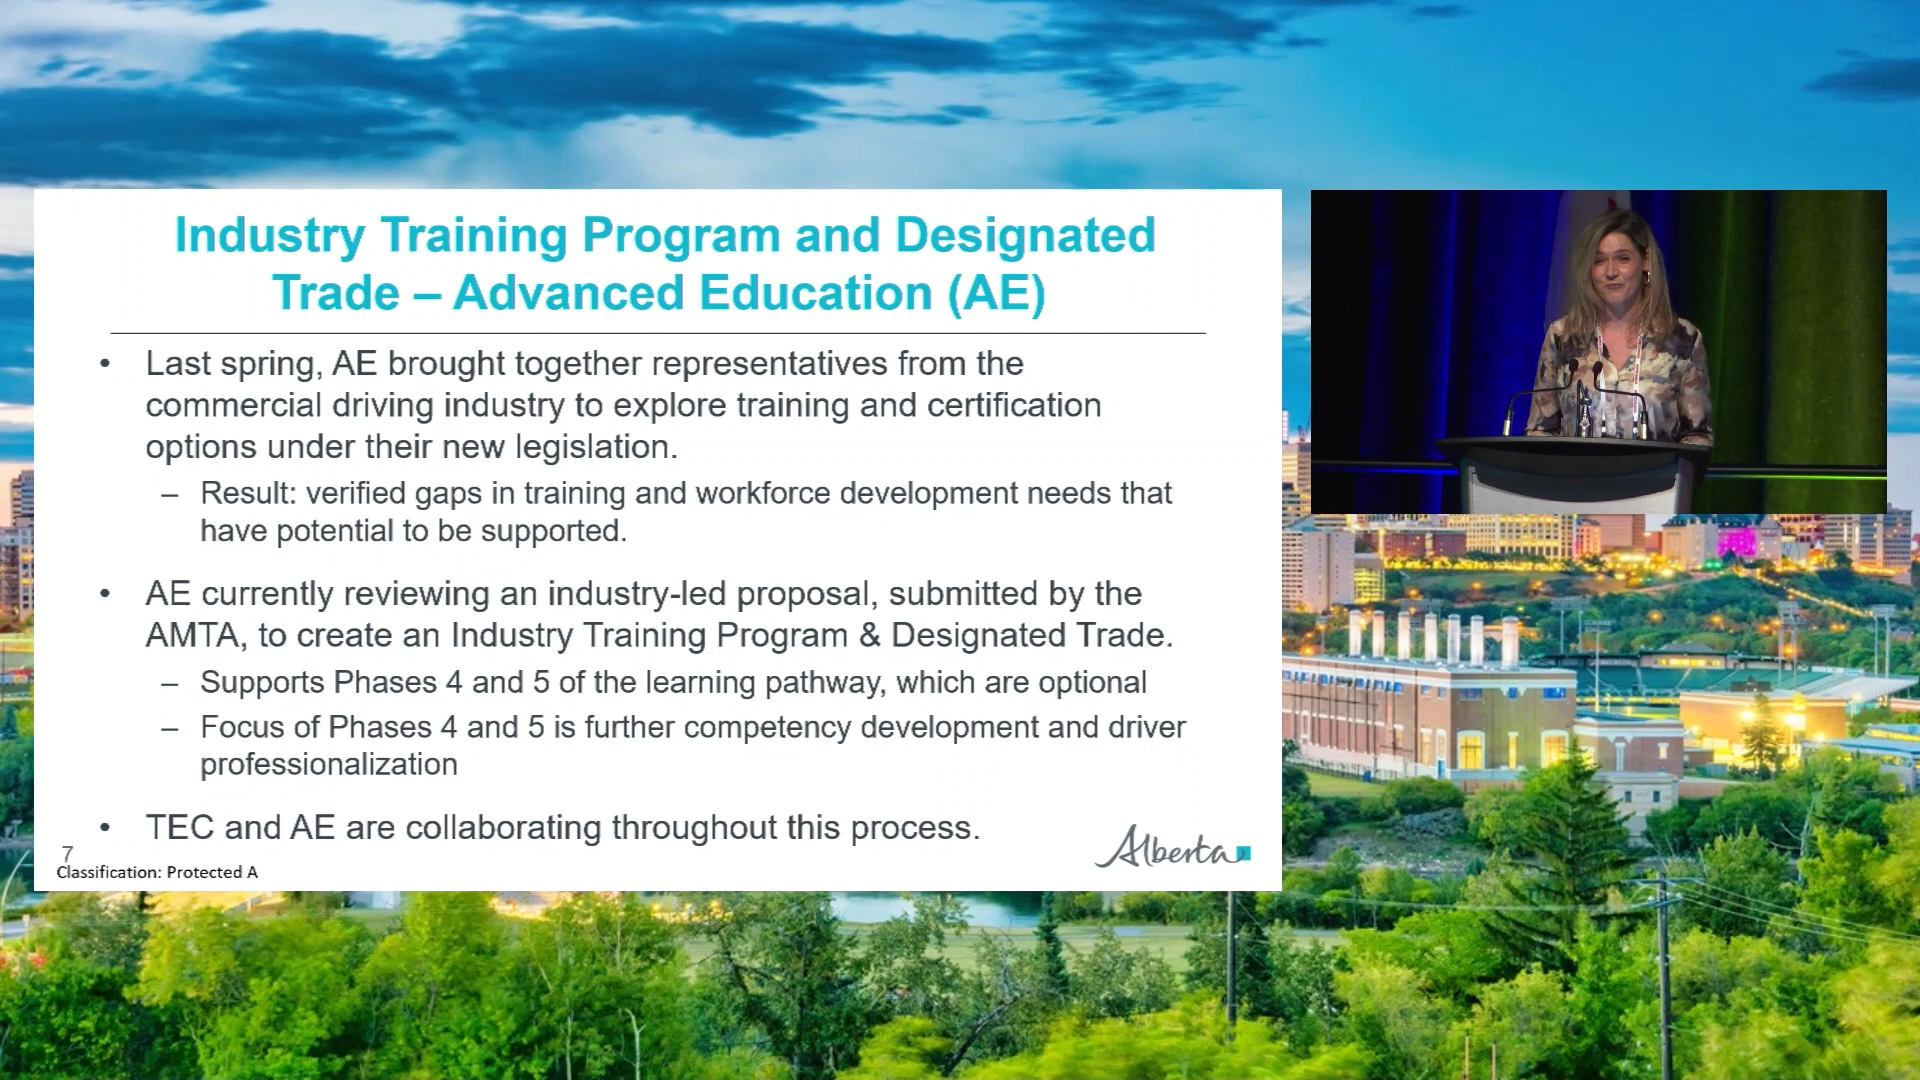 Industry Training Program and Designated
Trade – Advanced Education (AE)
• Last spring, AE brought together representatives from the
commercial driving industry to explore training and certification
options under their new legislation.
– Result: verified gaps in training and workforce development needs that
have potential to be supported.
• AE currently reviewing an industry-led proposal, submitted by the
AMTA, to create an Industry Training Program & Designated Trade.
– Supports Phases 4 and 5 of the learning pathway, which are optional
– Focus of Phases 4 and 5 is further competency development and driver
professionalization
• TEC and AE are collaborating throughout this process.
7
Classification: Protected A
Alberta